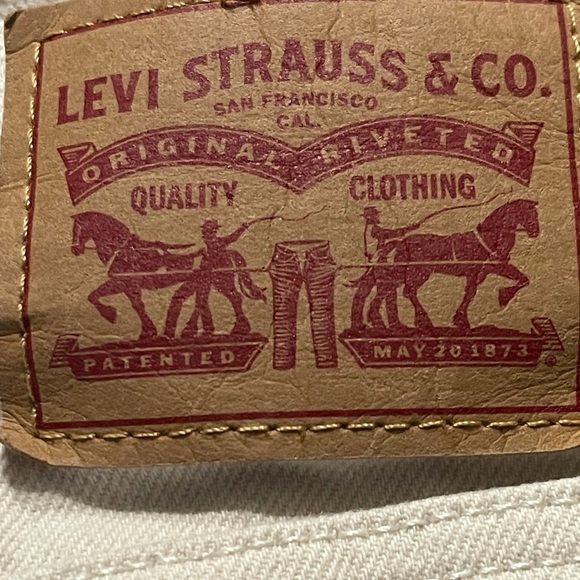 LEVI STRAUSS & CO.
SAN FRANCISCO
CAL.
ORIGINAL RIVETED
QUALITY CLOTHING
PATENTED MAY 20 1873 ®